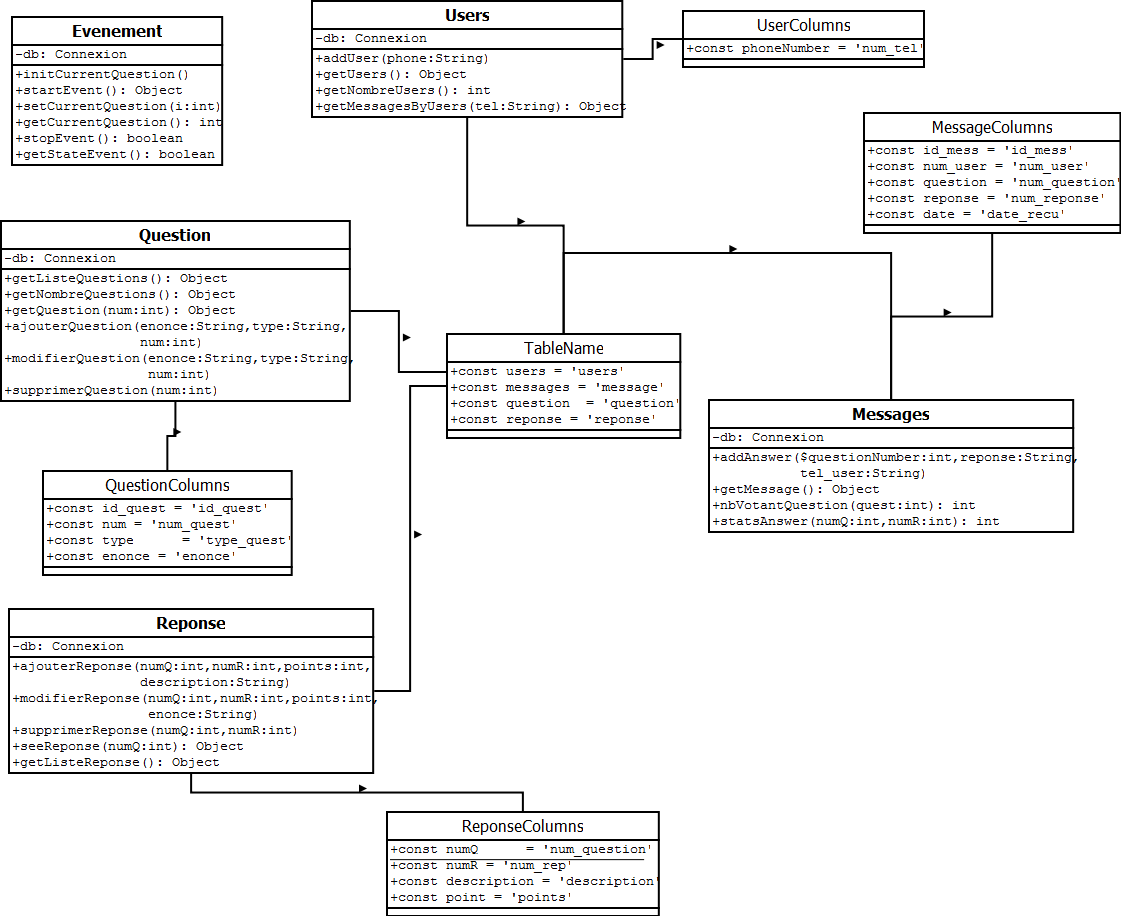 Evenement
-db: Connexion
+initCurrentQuestion()
+startEvent(): Object
+setCurrentQuestion(i:int)
+getCurrentQuestion(): int
+stopEvent(): boolean
+getStateEvent(): boolean
Users
-db: Connexion
+addUser(phone:String)
+getUsers(): Object
+getNombreUsers(): int
+getMessagesByUsers(tel:String): Object
UserColumns
+const phoneNumber = 'num_tel'
MessageColumns
+const id_mess = 'id_mess'
+const num_user = 'num_user'
+const question = 'num_question'
+const reponse = 'num_reponse'
+const date = 'date_recu'
Question
-db: Connexion
+getListeQuestions(): Object
+getNombreQuestions(): Object
+getQuestion(num:int): Object
+ajouterQuestion(enonce:String,type:String,
num:int)
+modifierQuestion(enonce:String,type:String,
num:int)
+supprimerQuestion(num:int)
TableName
+const users = 'users'
+const messages = 'message'
+const question  = 'question'
+const reponse = 'reponse'
Messages
-db: Connexion
+addAnswer($questionNumber:int,reponse:String,
tel_user:String)
+getMessage(): Object
+nbVotantQuestion(quest:int): int
+statsAnswer(numQ:int,numR:int): int
QuestionColumns
+const id_quest = 'id_quest'
+const num = 'num_quest'
+const type      = 'type_quest'
+const enonce = 'enonce'
Reponse
-db: Connexion
+ajouterReponse(numQ:int,numR:int,points:int,
description:String)
+modifierReponse(numQ:int,numR:int,points:int,
enonce:String)
+supprimerReponse(numQ:int,numR:int)
+seeReponse(numQ:int): Object
+getListeReponse(): Object
ReponseColumns
+const numQ      = 'num_question'
+const numR = 'num_rep'
+const description = 'description'
+const point = 'points'